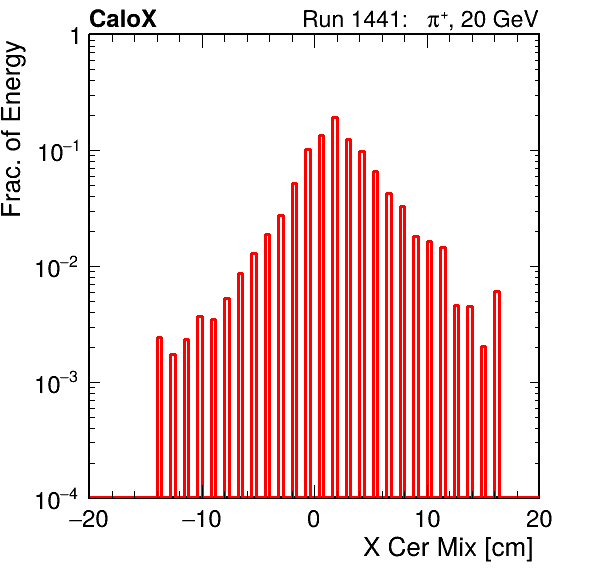 CaloX Run 1441: π⁺, 20 GeV
Frac. of Energy
1
10⁻¹
10⁻²
10⁻³
10⁻⁴
−20 −10 0 10 20
X Cer Mix [cm]